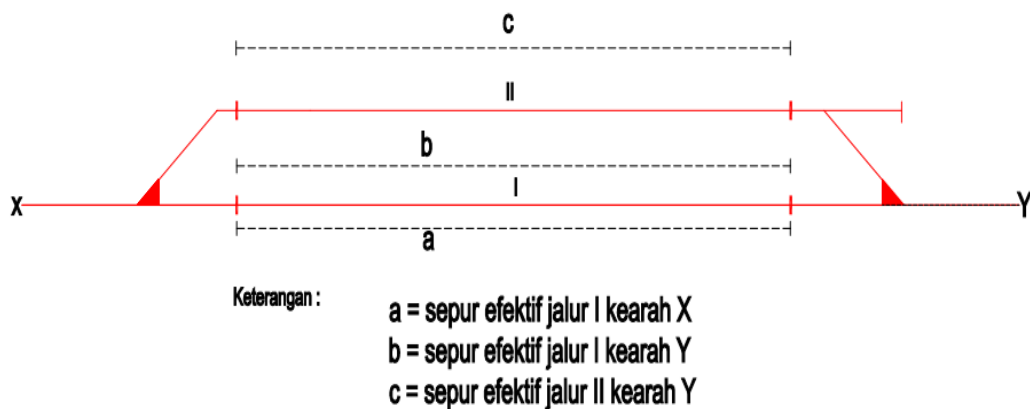 c
II
b
I
x
Y
a
Keterangan :
a = sepur efektif jalur I kearah X
b = sepur efektif jalur I kearah Y
c = sepur efektif jalur II kearah Y